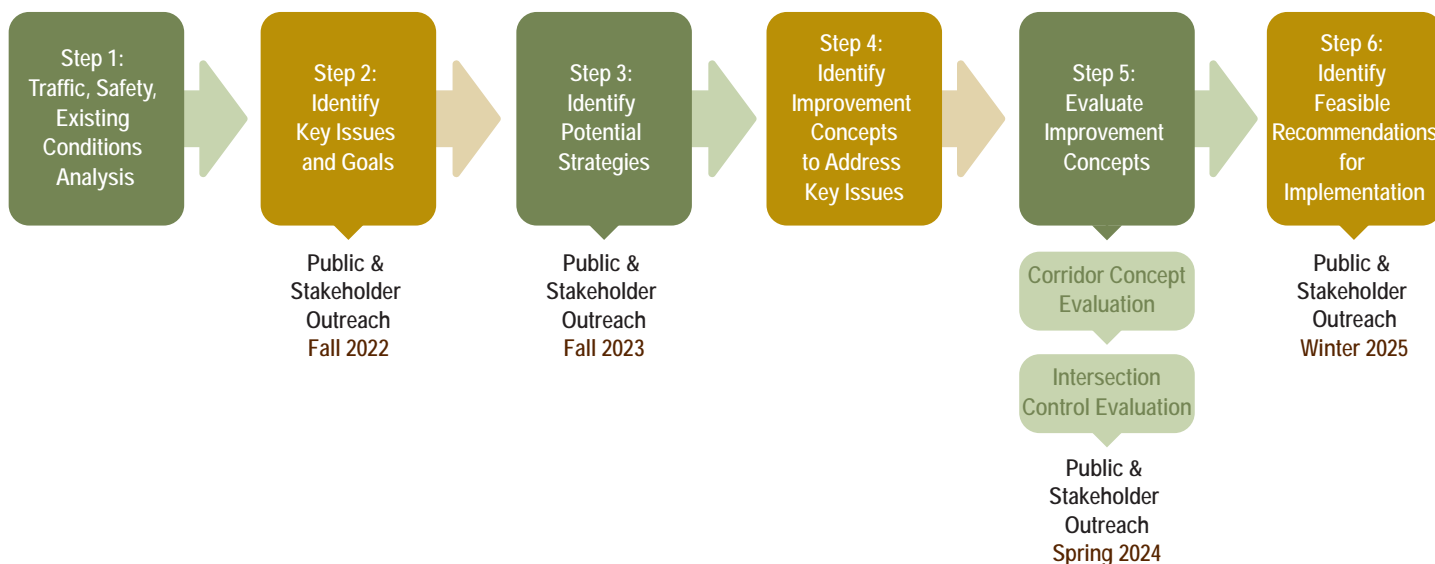 Step 1:
Traffic, Safety,
Existing
Conditions
Analysis
Step 2:
Identify
Key Issues
and Goals
Public &
Stakeholder
Outreach
Fall 2022
Step 3:
Identify
Potential
Strategies
Public &
Stakeholder
Outreach
Fall 2023
Step 4:
Identify
Improvement
Concepts
to Address
Key Issues
Step 5:
Evaluate
Improvement
Concepts
Corridor Concept
Evaluation
Intersection
Control Evaluation
Public &
Stakeholder
Outreach
Spring 2024
Step 6:
Identify
Feasible
Recommendations
for
Implementation
Public &
Stakeholder
Outreach
Winter 2025